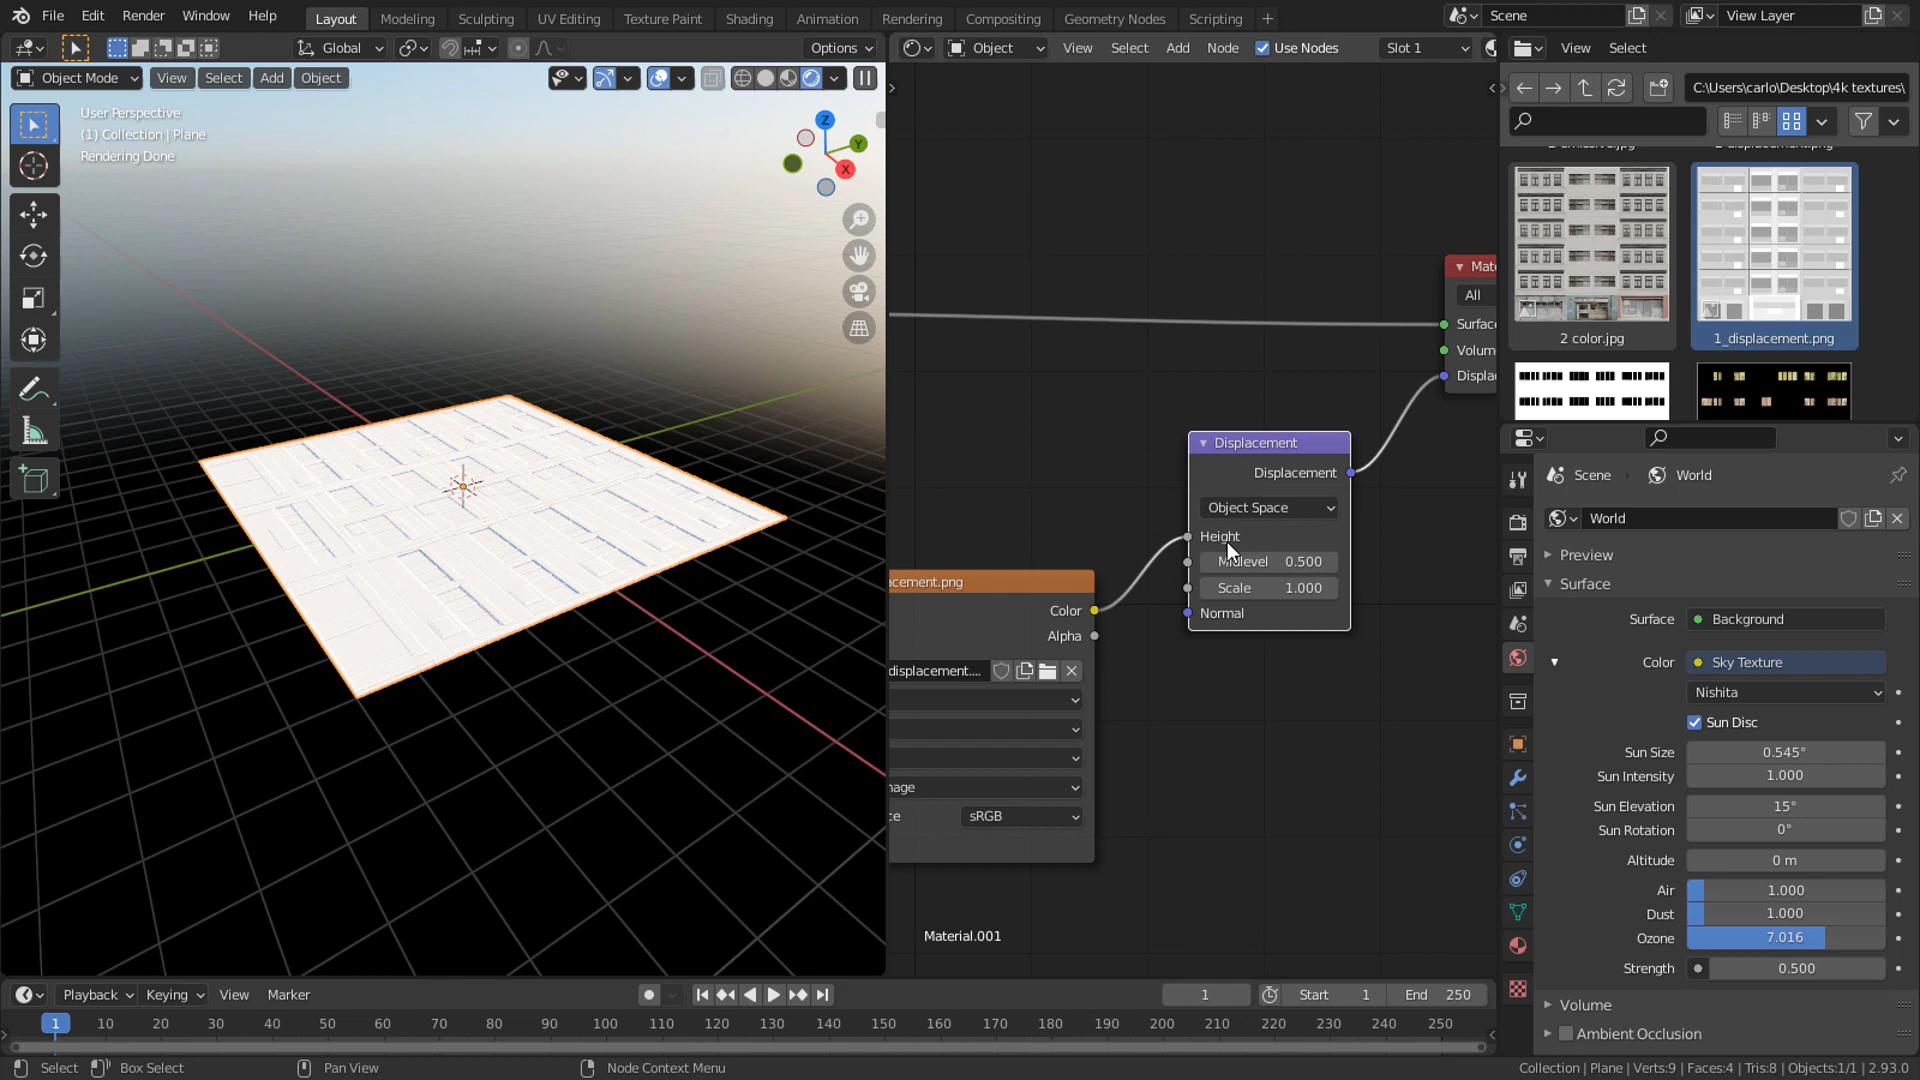 File Edit Render Window Help Layout Modeling Sculpting UV Editing Texture Paint Shading Animation Rendering Compositing Geometry Nodes Scripting + Scene View Layer
Global Options Object View Select Add Node Use Nodes Slot 1 View Select
Object Mode View Select Add Object
C:\Users\carlo\Desktop\4k textures\
User Perspective
(1) Collection | Plane
Rendering Done
Z
Y
X
2 color.jpg 1_displacement.png
Mate
All
Surfac
Volum
Displac
Displacement
Displacement
Object Space
Height
Midlevel 0.500
Scale 1.000
Normal
acement.png
Color
Alpha
displacement....
nage
ce sRGB
Material.001
Scene World
World
Preview
Surface
Surface Background
Color Sky Texture
Nishita
Sun Disc
Sun Size 0.545°
Sun Intensity 1.000
Sun Elevation 15°
Sun Rotation 0°
Altitude 0 m
Air 1.000
Dust 1.000
Ozone 7.016
Strength 0.500
Volume
Ambient Occlusion
Playback Keying View Marker 1 Start 1 End 250
1 10 20 30 40 50 60 70 80 90 100 110 120 130 140 150 160 170 180 190 200 210 220 230 240 250
Select Box Select Pan View Node Context Menu Collection | Plane | Verts:9 | Faces:4 | Tris:8 | Objects:1/1 | 2.93.0